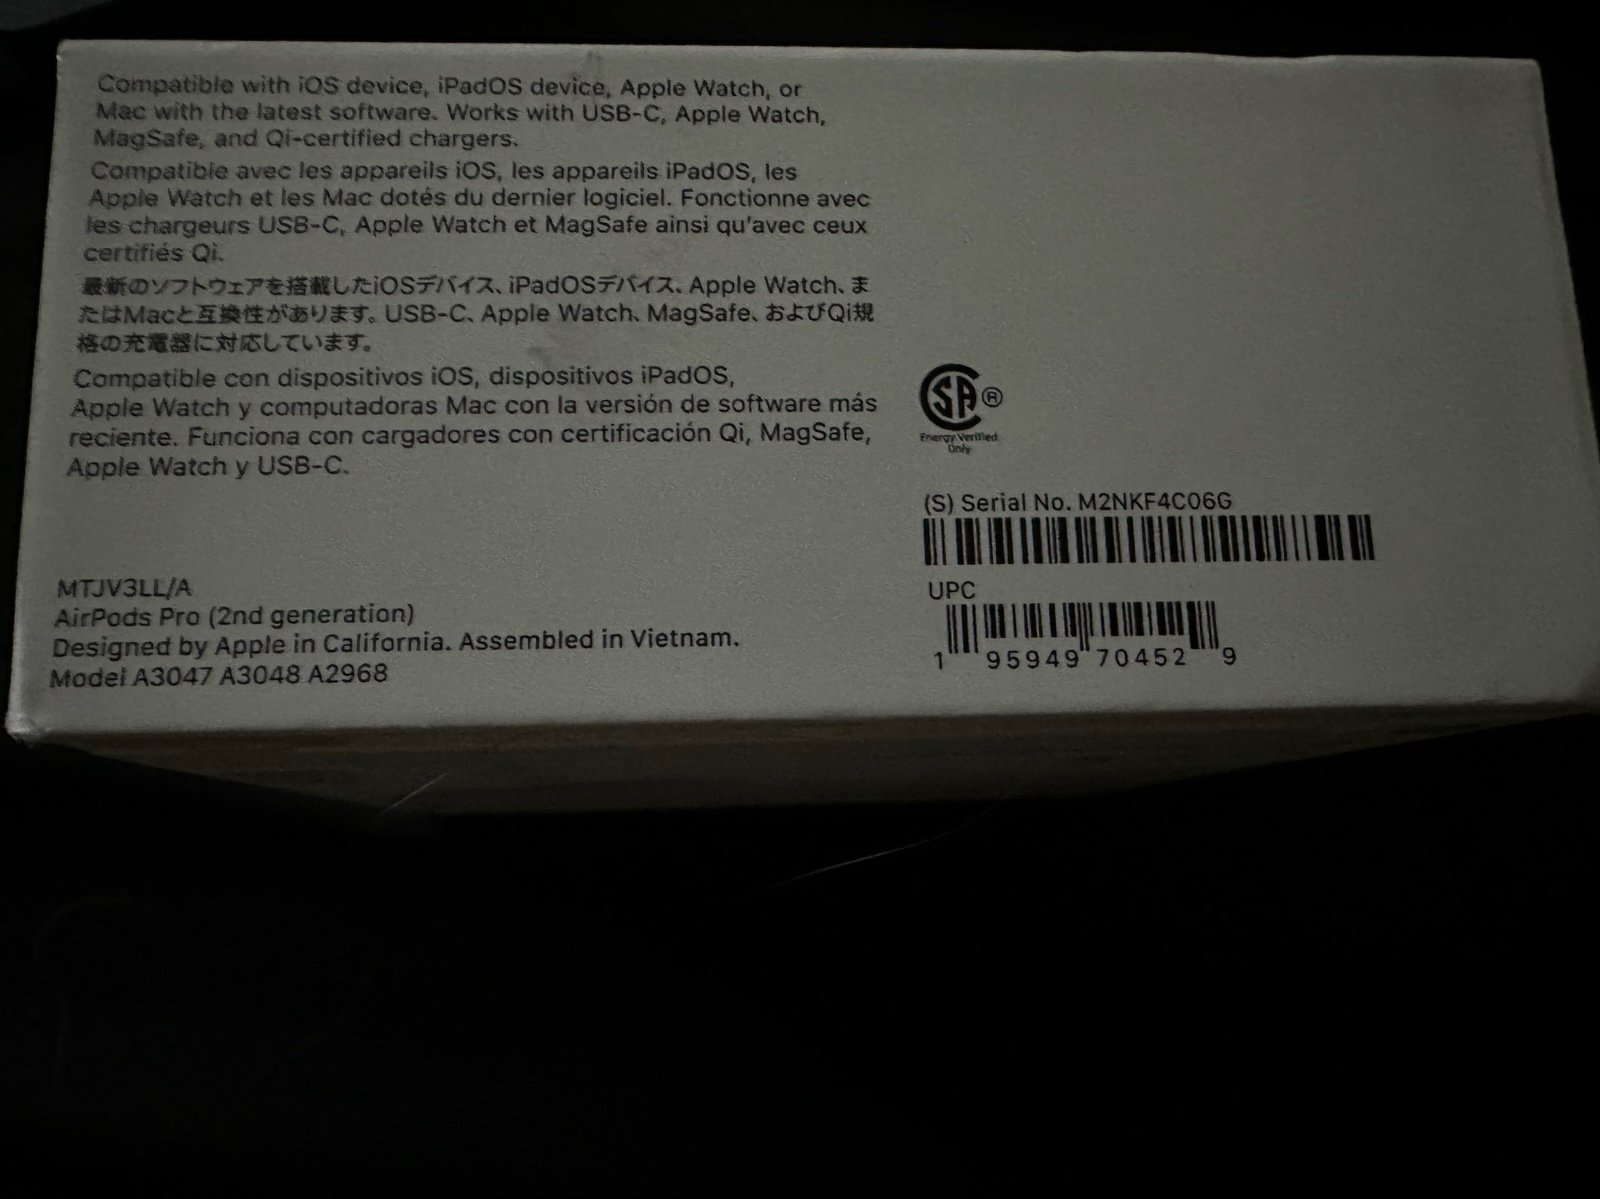 Compatible with iOS device, iPadOS device, Apple Watch, or
Mac with the latest software. Works with USB-C, Apple Watch,
MagSafe, and Qi-certified chargers.
Compatible avec les appareils iOS, les appareils iPadOS, les
Apple Watch et les Mac dotés du dernier logiciel. Fonctionne avec
les chargeurs USB-C, Apple Watch et MagSafe ainsi qu'avec ceux
certifiés Qi.
最新のソフトウェアを搭載したiOSデバイス、iPadOSデバイス、Apple Watch、ま
たはMacと互換性があります。USB-C、Apple Watch、MagSafe、およびQi規
格の充電器に対応しています。
Compatible con dispositivos iOS, dispositivos iPadOS,
Apple Watch y computadoras Mac con la versión de software más
reciente. Funciona con cargadores con certificación Qi, MagSafe,
Apple Watch y USB-C.
MTJV3LL/A
AirPods Pro (2nd generation)
Designed by Apple in California. Assembled in Vietnam.
Model A3047 A3048 A2968
SA®
Energy Verified
Only
(S) Serial No. M2NKF4C06G
UPC
1 95949 70452 9